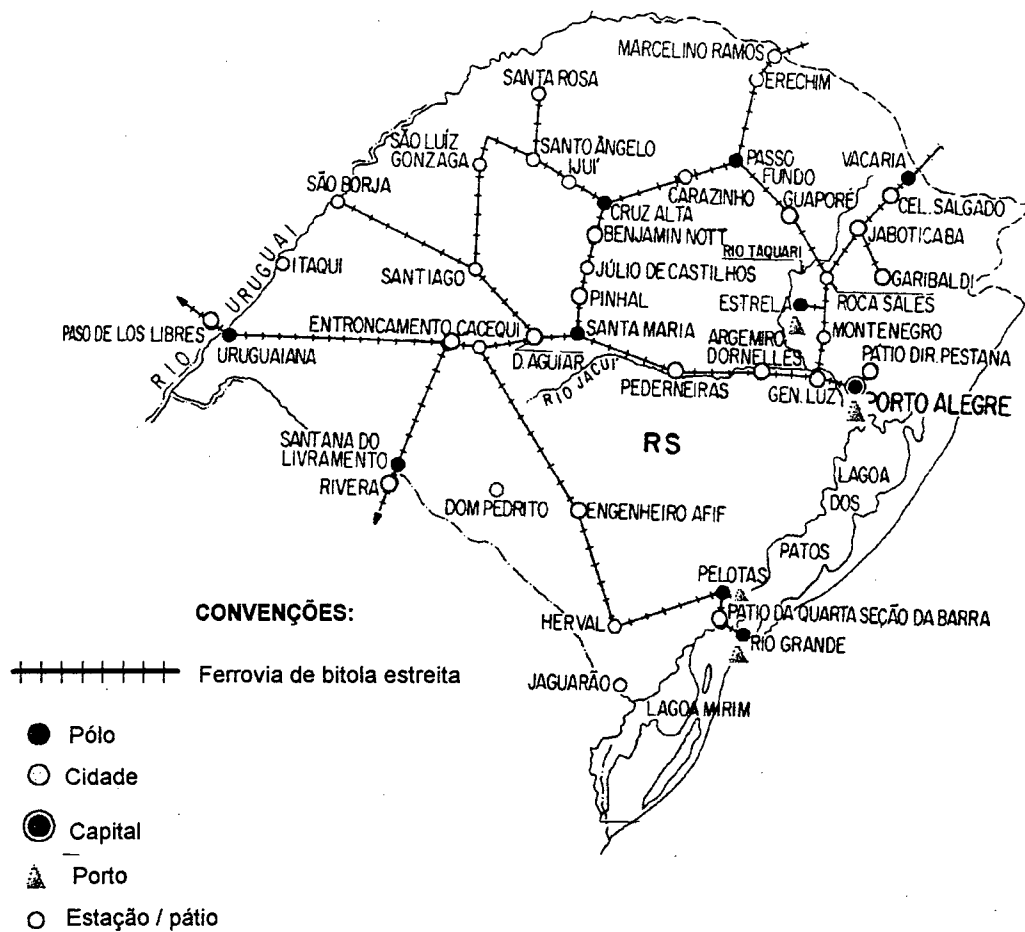 MARCELINO RAMOS
ERECHIM
SANTA ROSA
SÃO LUÍZ
GONZAGA
SANTO ÂNGELO
IJUÍ
PASSO
FUNDO
VACARIA
CARAZINHO
GUAPORÉ
CEL. SALGADO
SÃO BORJA
CRUZ ALTA
BENJAMIN NOTT
RIO TAQUARI
JABOTICABA
ITAQUI
SANTIAGO
JÚLIO DE CASTILHOS
GARIBALDI
PINHAL
ESTRELA
ROCA SALES
RIO URUGUAI
PASO DE LOS LIBRES
URUGUAIANA
ENTRONCAMENTO CACEQUI
SANTA MARIA
ARGEMIRO
DORNELLES
MONTENEGRO
PATIO DIR. PESTANA
D. AGUIAR
RIO JACUÍ
PEDERNEIRAS
GEN. LUZ
PORTO ALEGRE
RS
SANTANA DO
LIVRAMENTO
RIVERA
DOM PEDRITO
ENGENHEIRO AFIF
LAGOA
DOS
PATOS
PELOTAS
HERVAL
PATIO DA QUARTA SEÇÃO DA BARRA
RIO GRANDE
JAGUARÃO
LAGOA MIRIM
CONVENÇÕES:
Ferrovia de bitola estreita
Pólo
Cidade
Capital
Porto
Estação / pátio